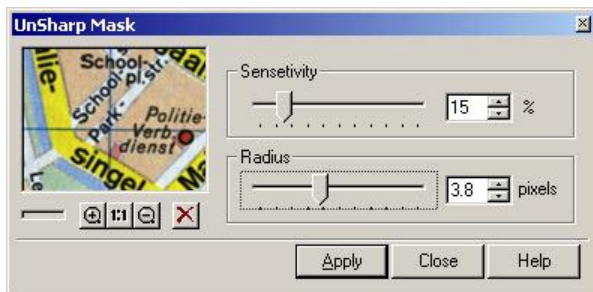 UnSharp Mask
School-
pl.str.
School-
Park-
Politie-
Verb.
dienst
singel
Sensetivity
15 %
Radius
3.8 pixels
1:1
Apply Close Help